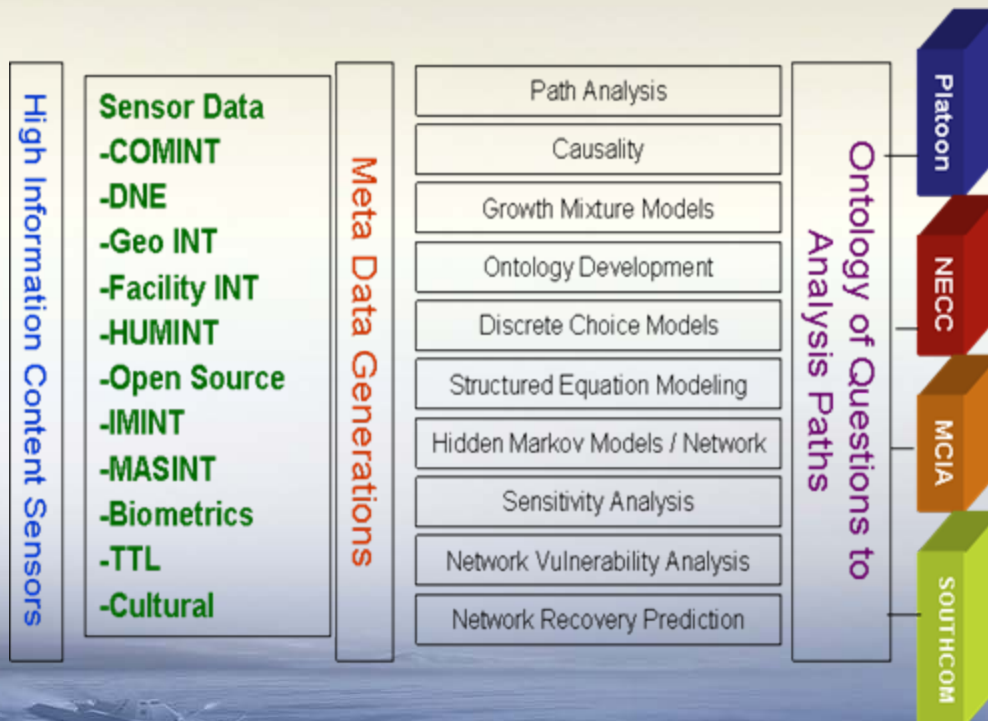 High Information Content Sensors
Sensor Data
-COMINT
-DNE
-Geo INT
-Facility INT
-HUMINT
-Open Source
-IMINT
-MASINT
-Biometrics
-TTL
-Cultural
Meta Data Generations
Path Analysis
Causality
Growth Mixture Models
Ontology Development
Discrete Choice Models
Structured Equation Modeling
Hidden Markov Models / Network
Sensitivity Analysis
Network Vulnerability Analysis
Network Recovery Prediction
Ontology of Questions to
Analysis Paths
Platoon
NECC
MCIA
SOUTHCOM